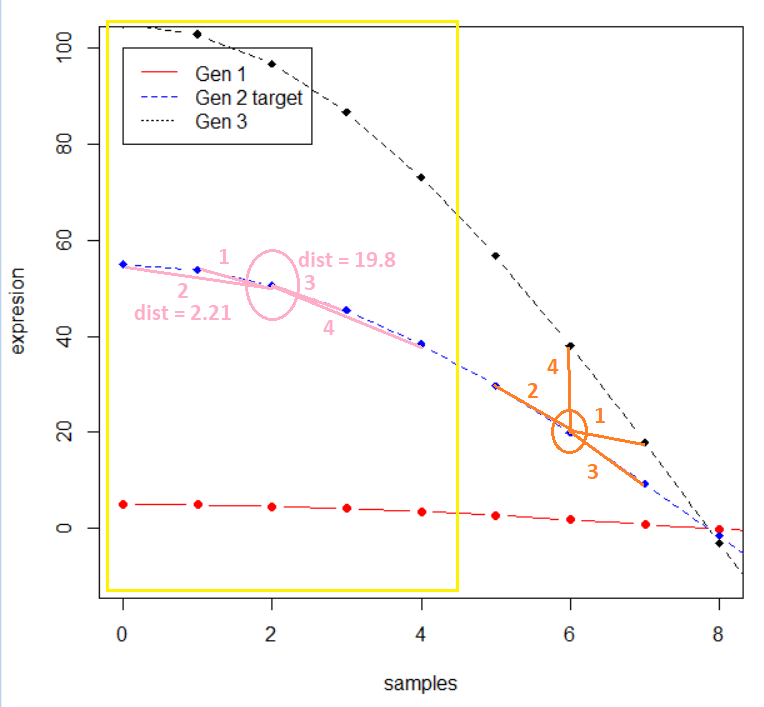 100
80
60
40
20
0
expresion
Gen 1
Gen 2 target
Gen 3
1
dist = 19.8
2
3
dist = 2.21
4
4
2
1
3
0 2 4 6 8
samples